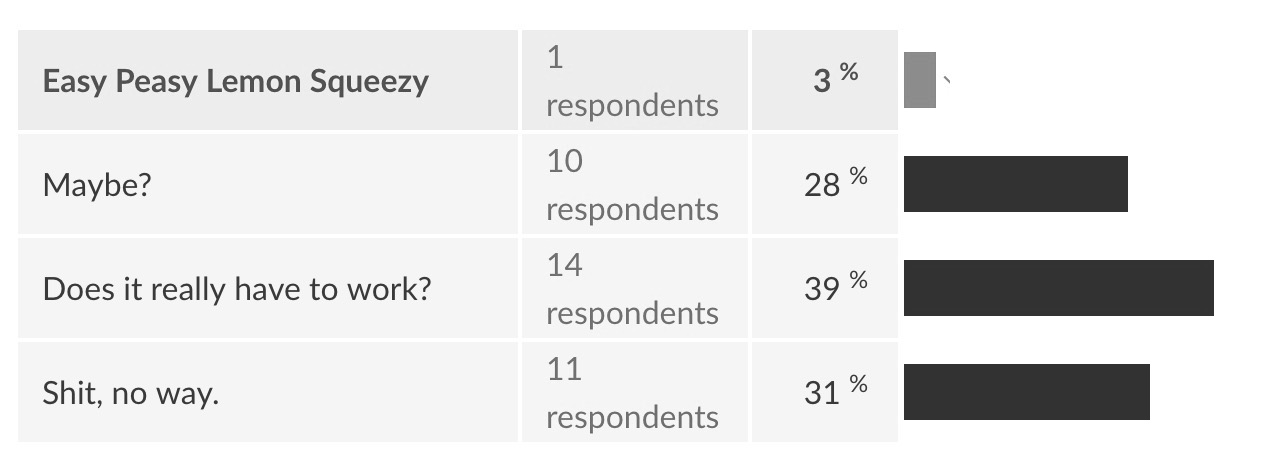 Easy Peasy Lemon Squeezy 1 respondents 3 %
Maybe? 10 respondents 28 %
Does it really have to work? 14 respondents 39 %
Shit, no way. 11 respondents 31 %